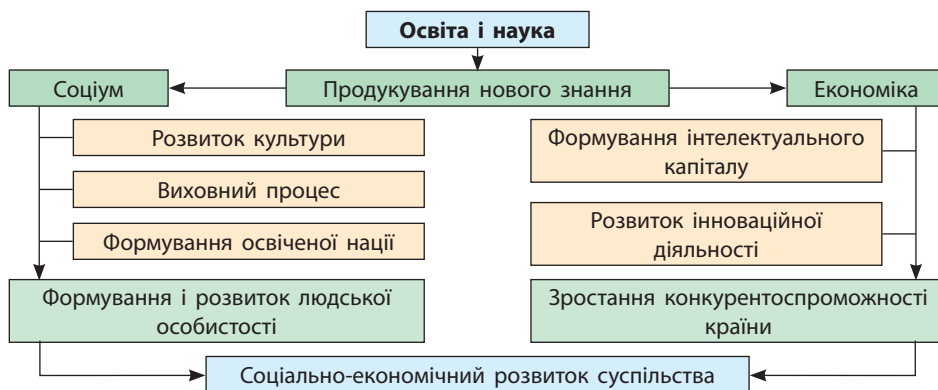 Освіта і наука
Соціум
Продукування нового знання
Економіка
Розвиток культури
Виховний процес
Формування освіченої нації
Формування інтелектуального
капіталу
Розвиток інноваційної
діяльності
Формування і розвиток людської
особистості
Зростання конкурентоспроможності
країни
Соціально-економічний розвиток суспільства